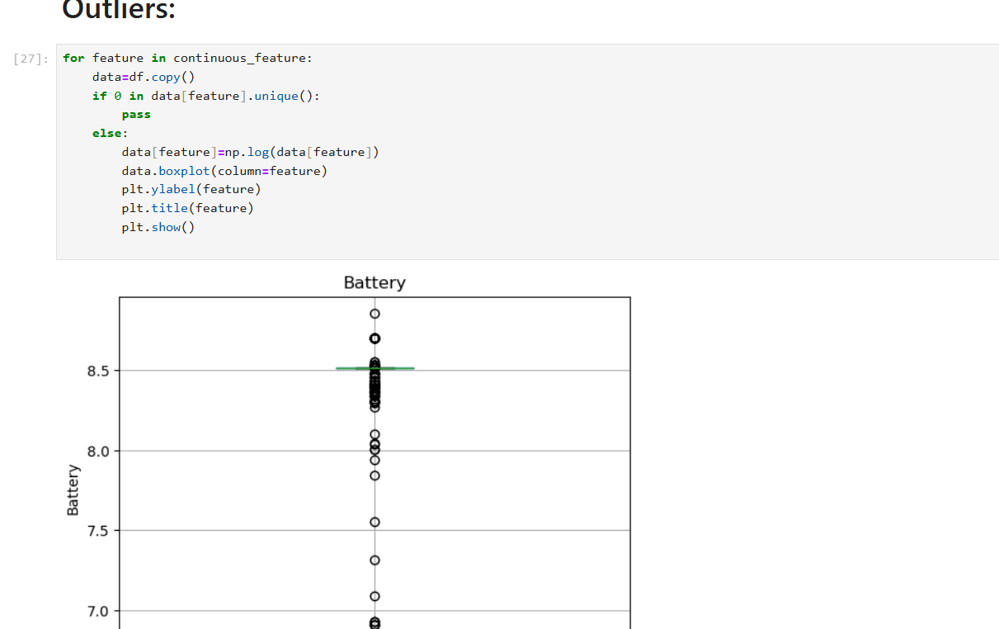 Outliers:
[27]:
for feature in continuous_feature:
    data=df.copy()
    if 0 in data[feature].unique():
        pass
    else:
        data[feature]=np.log(data[feature])
        data.boxplot(column=feature)
        plt.ylabel(feature)
        plt.title(feature)
        plt.show()
Battery
8.5
8.0
Battery
7.5
7.0